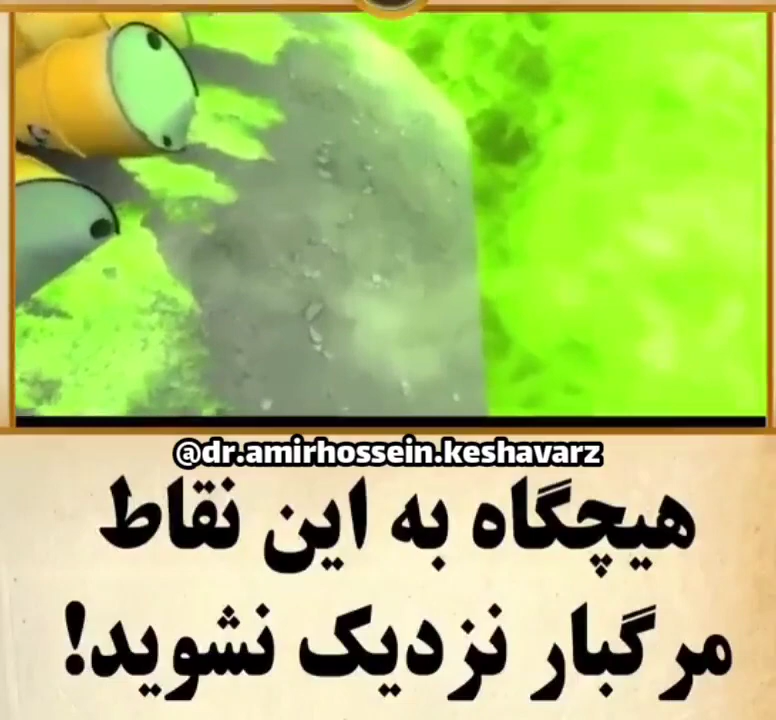 @dr.amirhossein.keshavarz
هیچگاه به این نقاط
مرگبار نزدیک نشوید!